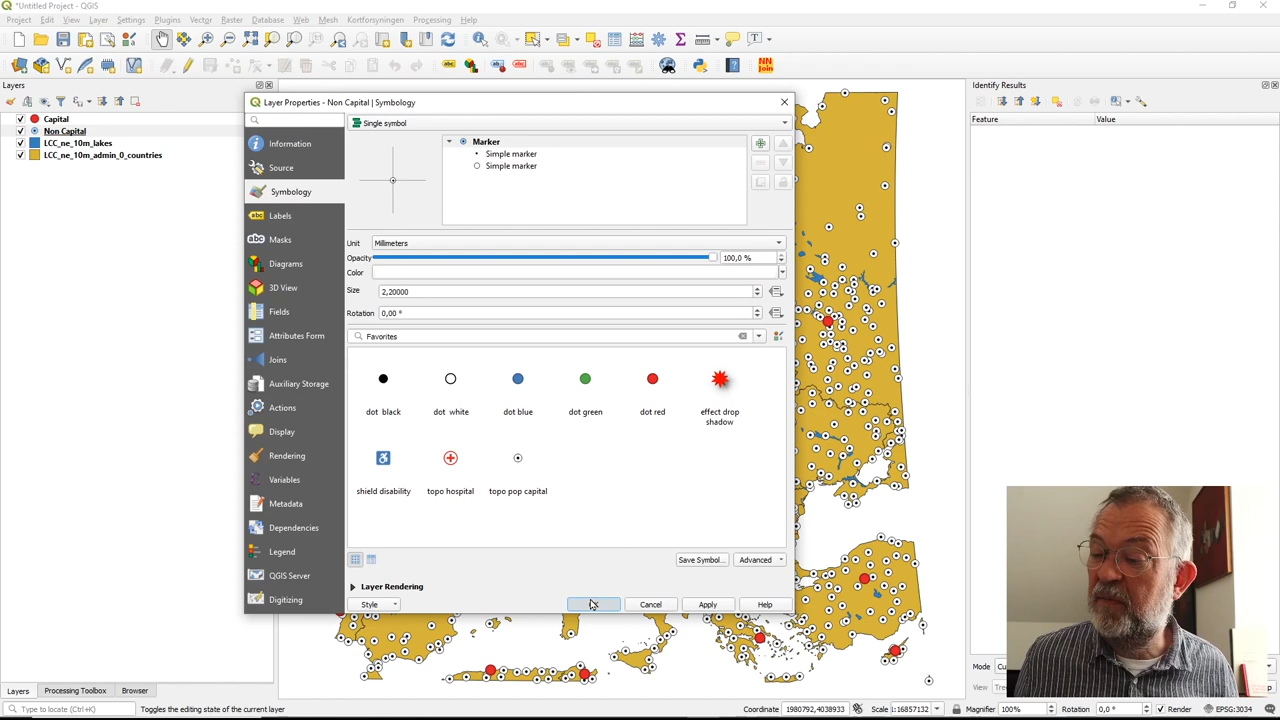 *Untitled Project - QGIS
Project Edit View Layer Settings Plugins Vector Raster Database Web Mesh Kortforsyningen Processing Help
Layers
Capital
Non Capital
LCC_ne_10m_lakes
LCC_ne_10m_admin_0_countries
Layer Properties - Non Capital | Symbology
Information
Source
Symbology
Labels
Masks
Diagrams
3D View
Fields
Attributes Form
Joins
Auxiliary Storage
Actions
Display
Rendering
Variables
Metadata
Dependencies
Legend
QGIS Server
Digitizing
Single symbol
Marker
Simple marker
Simple marker
Unit Millimeters
Opacity 100,0 %
Color
Size 2,20000
Rotation 0,00 °
Favorites
dot black dot white dot blue dot green dot red effect drop shadow
shield disability topo hospital topo pop capital
Save Symbol... Advanced
Layer Rendering
Style Cancel Apply Help
Identify Results
Feature Value
Mode
View
Layers Processing Toolbox Browser
Type to locate (Ctrl+K) Toggles the editing state of the current layer Coordinate 1980792,4038933 Scale 1:16857132 Magnifier 100% Rotation 0,0 ° Render EPSG:3034